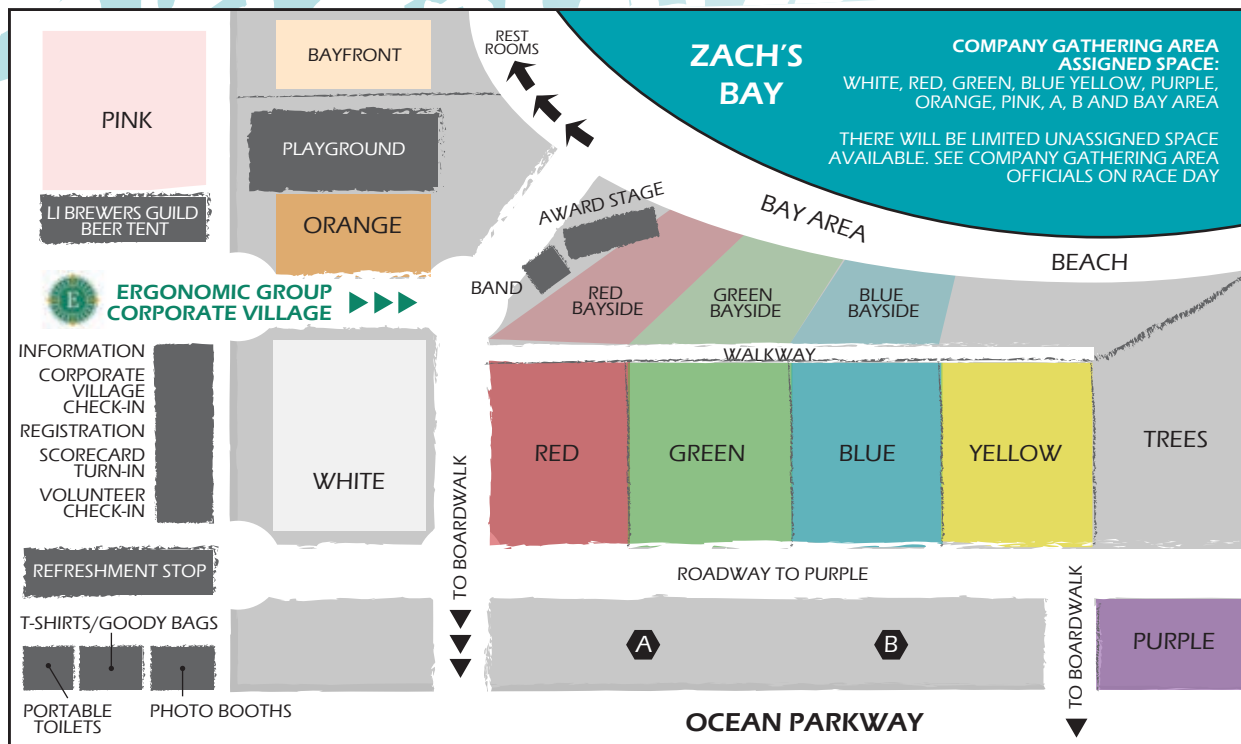 PINK
BAYFRONT
REST
ROOMS
ZACH'S
BAY
COMPANY GATHERING AREA
ASSIGNED SPACE:
WHITE, RED, GREEN, BLUE YELLOW, PURPLE,
ORANGE, PINK, A, B AND BAY AREA
THERE WILL BE LIMITED UNASSIGNED SPACE
AVAILABLE. SEE COMPANY GATHERING AREA
OFFICIALS ON RACE DAY
PLAYGROUND
LI BREWERS GUILD
BEER TENT
ORANGE
AWARD STAGE
BAND
BAY AREA
BEACH
E
ERGONOMIC GROUP
CORPORATE VILLAGE
RED
BAYSIDE
GREEN
BAYSIDE
BLUE
BAYSIDE
WALKWAY
INFORMATION
CORPORATE
VILLAGE
CHECK-IN
REGISTRATION
SCORECARD
TURN-IN
VOLUNTEER
CHECK-IN
WHITE
TO BOARDWALK
RED
GREEN
BLUE
YELLOW
TREES
REFRESHMENT STOP
ROADWAY TO PURPLE
T-SHIRTS/GOODY BAGS
PORTABLE
TOILETS
PHOTO BOOTHS
A
B
TO BOARDWALK
PURPLE
OCEAN PARKWAY